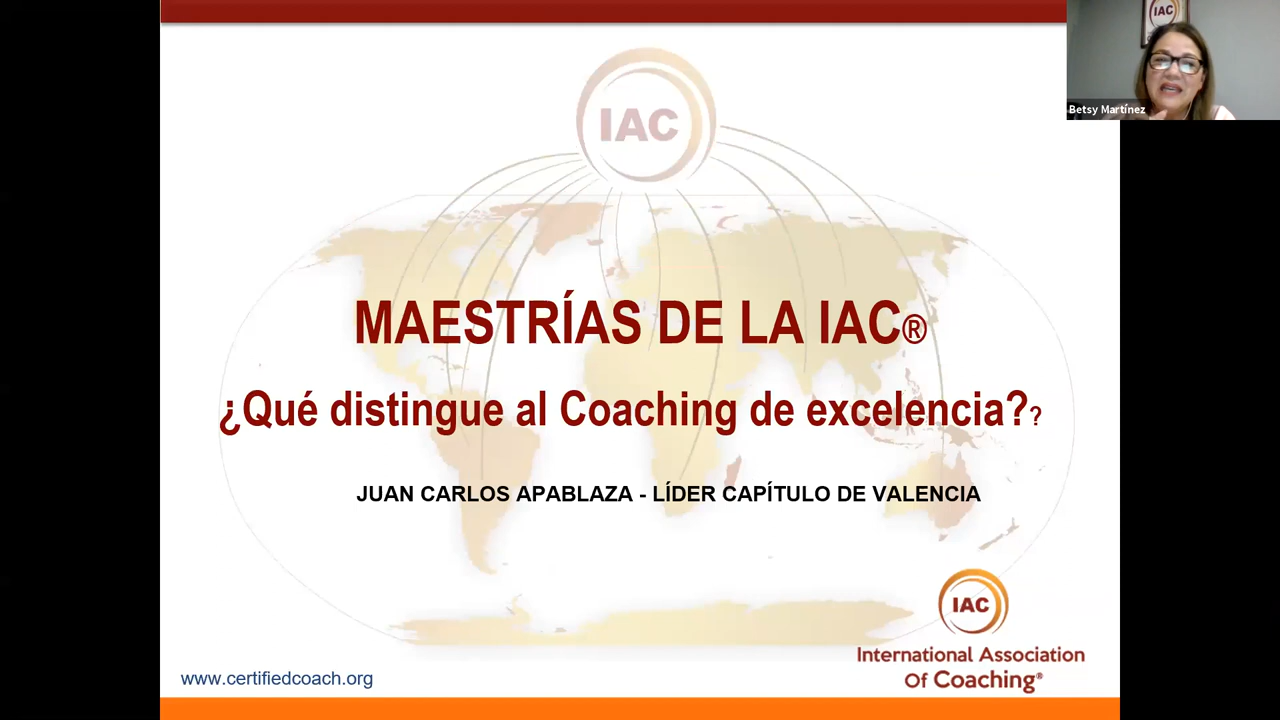 IAC
IAC
Betsy Martínez
MAESTRÍAS DE LA IAC®
¿Qué distingue al Coaching de excelencia??
JUAN CARLOS APABLAZA - LÍDER CAPÍTULO DE VALENCIA
IAC
International Association
Of Coaching®
www.certifiedcoach.org